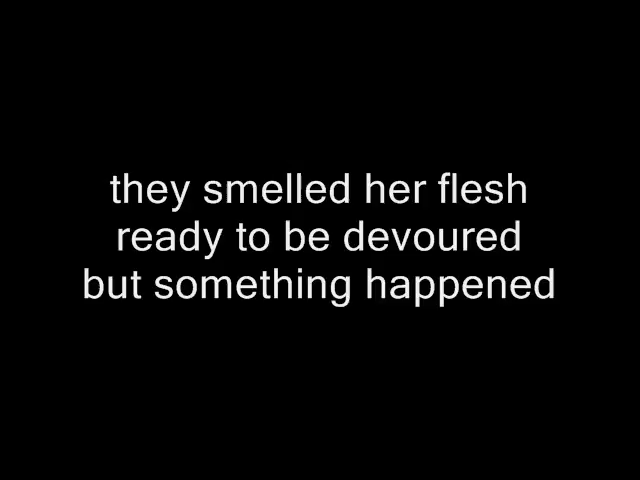 they smelled her flesh
ready to be devoured
but something happened